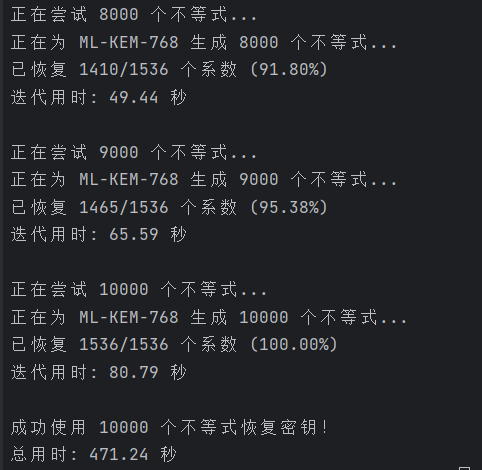 正在尝试 8000 个不等式...
正在为 ML-KEM-768 生成 8000 个不等式...
已恢复 1410/1536 个系数 (91.80%)
迭代用时: 49.44 秒
正在尝试 9000 个不等式...
正在为 ML-KEM-768 生成 9000 个不等式...
已恢复 1465/1536 个系数 (95.38%)
迭代用时: 65.59 秒
正在尝试 10000 个不等式...
正在为 ML-KEM-768 生成 10000 个不等式...
已恢复 1536/1536 个系数 (100.00%)
迭代用时: 80.79 秒
成功使用 10000 个不等式恢复密钥!
总用时: 471.24 秒